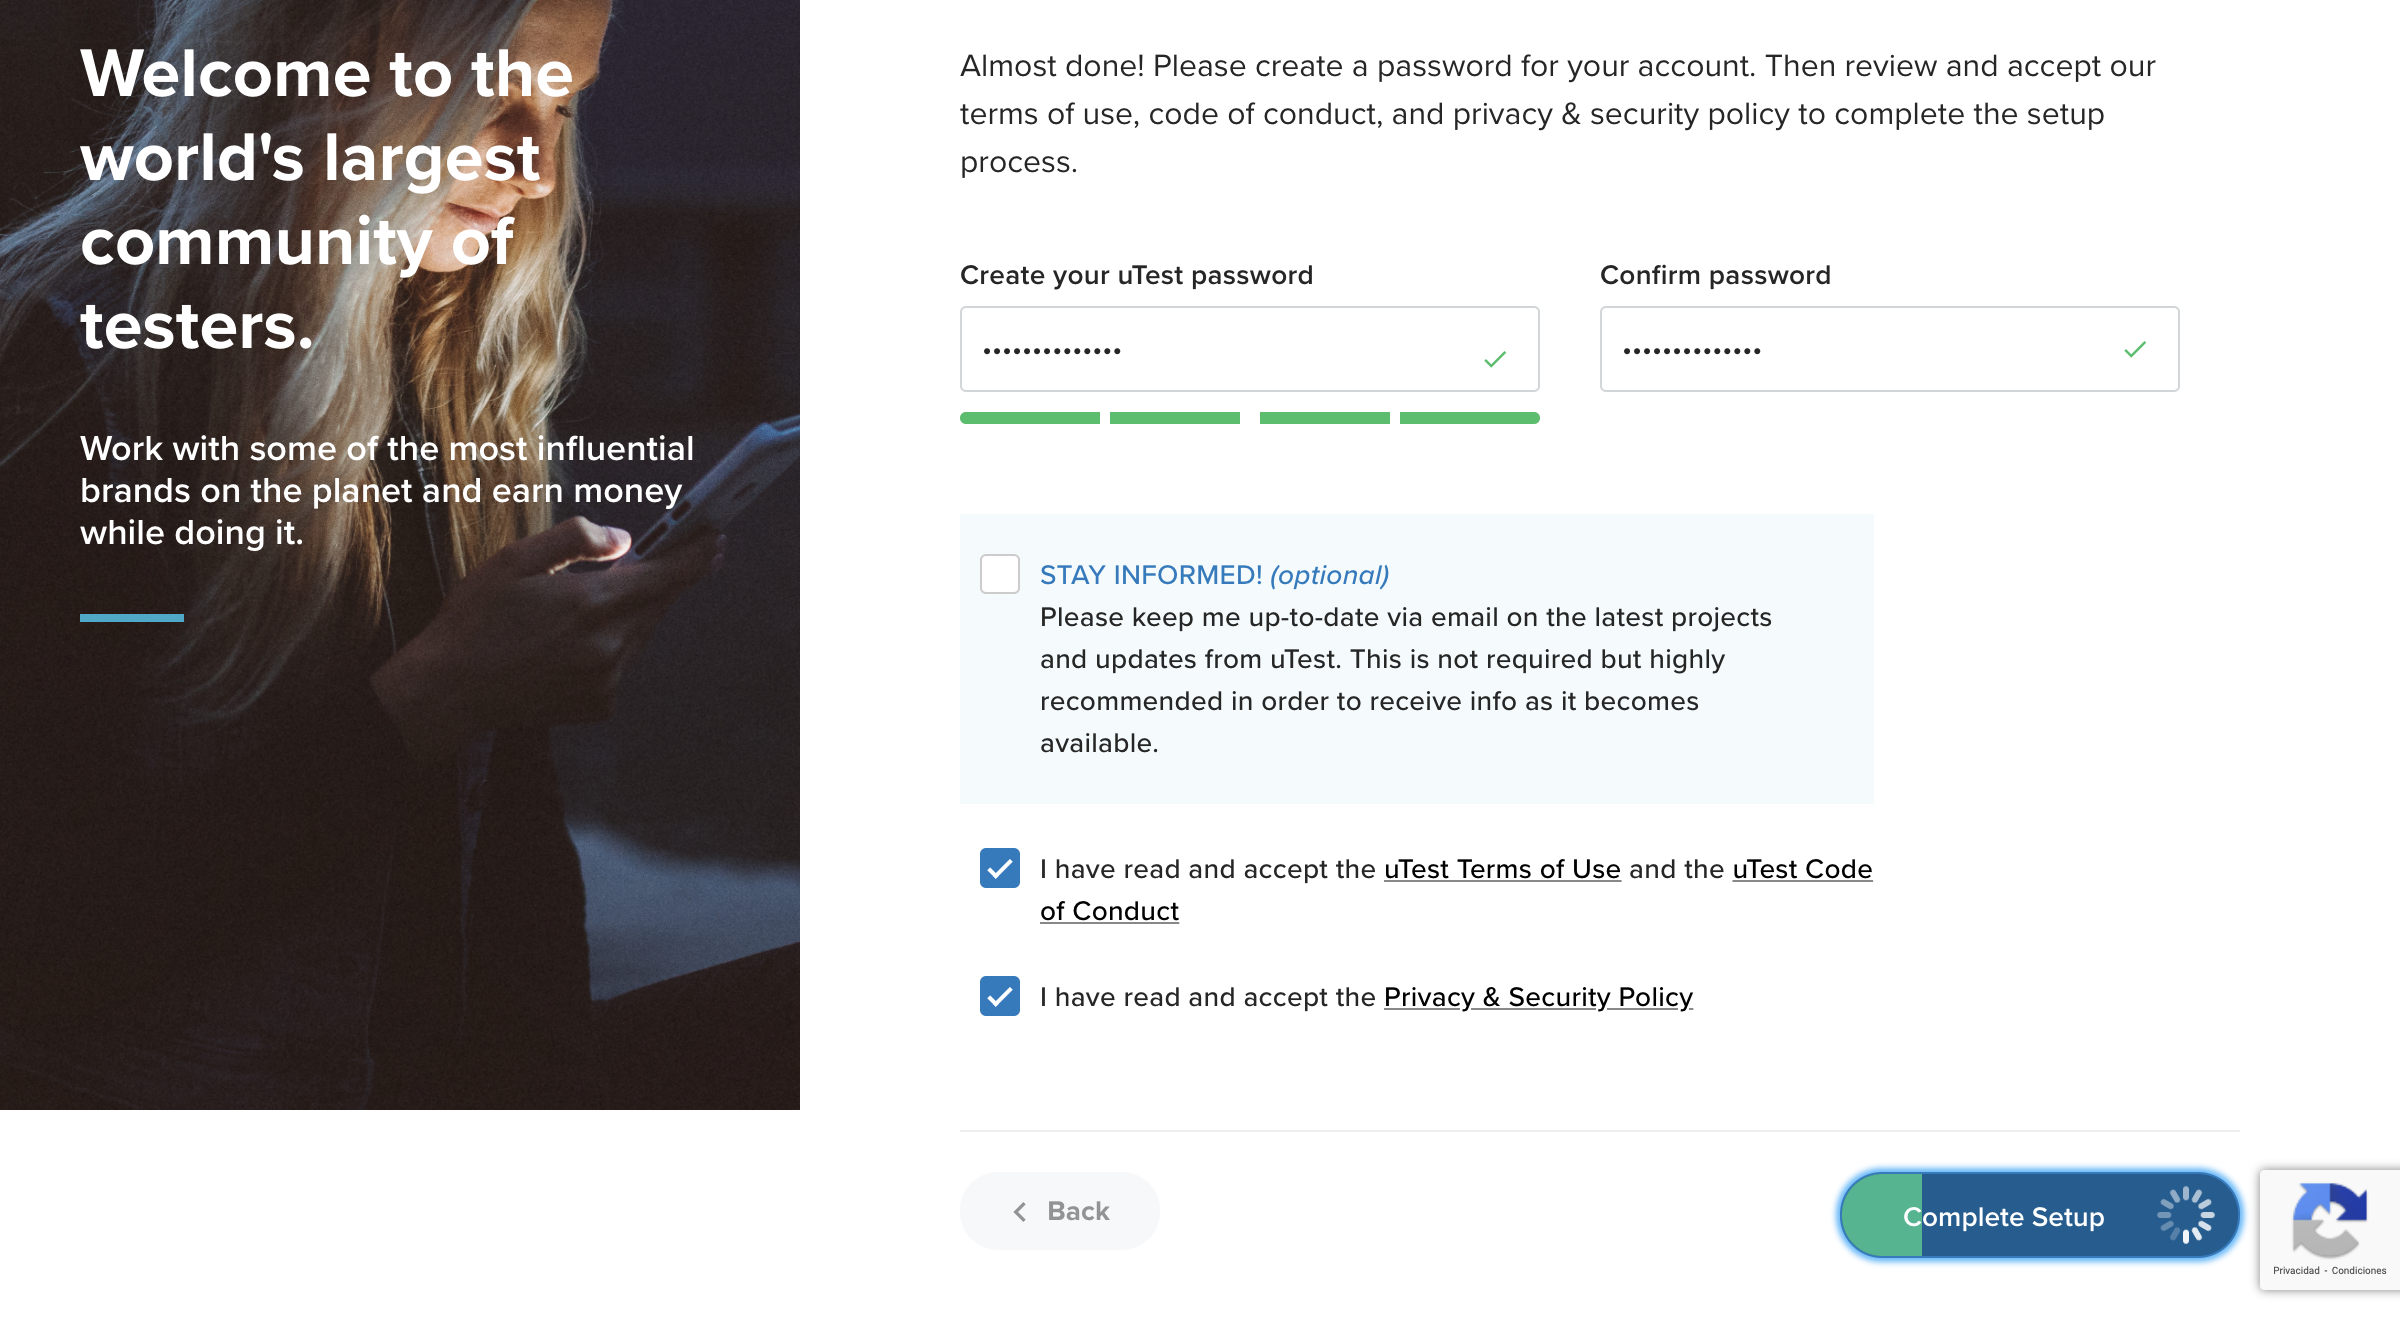 Welcome to the
world's largest
community of
testers.
Work with some of the most influential
brands on the planet and earn money
while doing it.
Almost done! Please create a password for your account. Then review and accept our
terms of use, code of conduct, and privacy & security policy to complete the setup
process.
Create your uTest password
Confirm password
••••••••••••••
••••••••••••••
STAY INFORMED! (optional)
Please keep me up-to-date via email on the latest projects
and updates from uTest. This is not required but highly
recommended in order to receive info as it becomes
available.
I have read and accept the uTest Terms of Use and the uTest Code
of Conduct
I have read and accept the Privacy & Security Policy
Back
Complete Setup
Privacidad - Condiciones